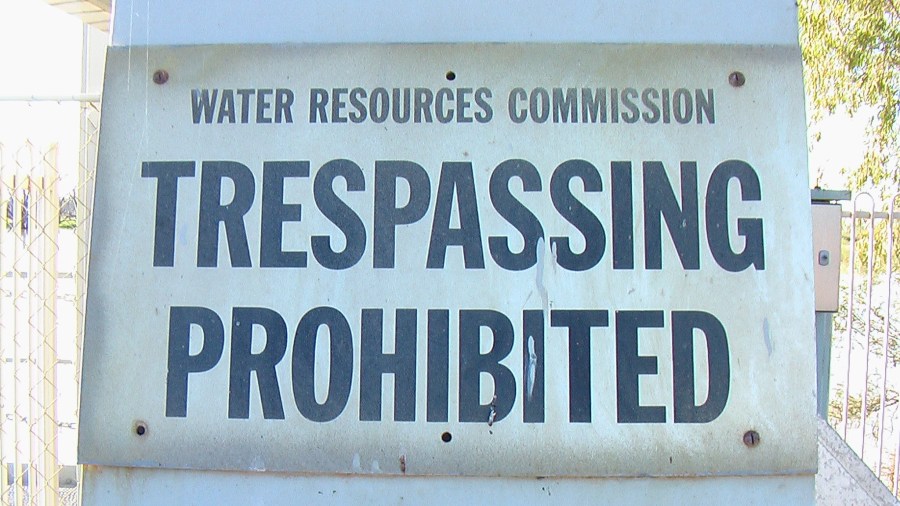 WATER RESOURCES COMMISSION
TRESPASSING
PROHIBITED